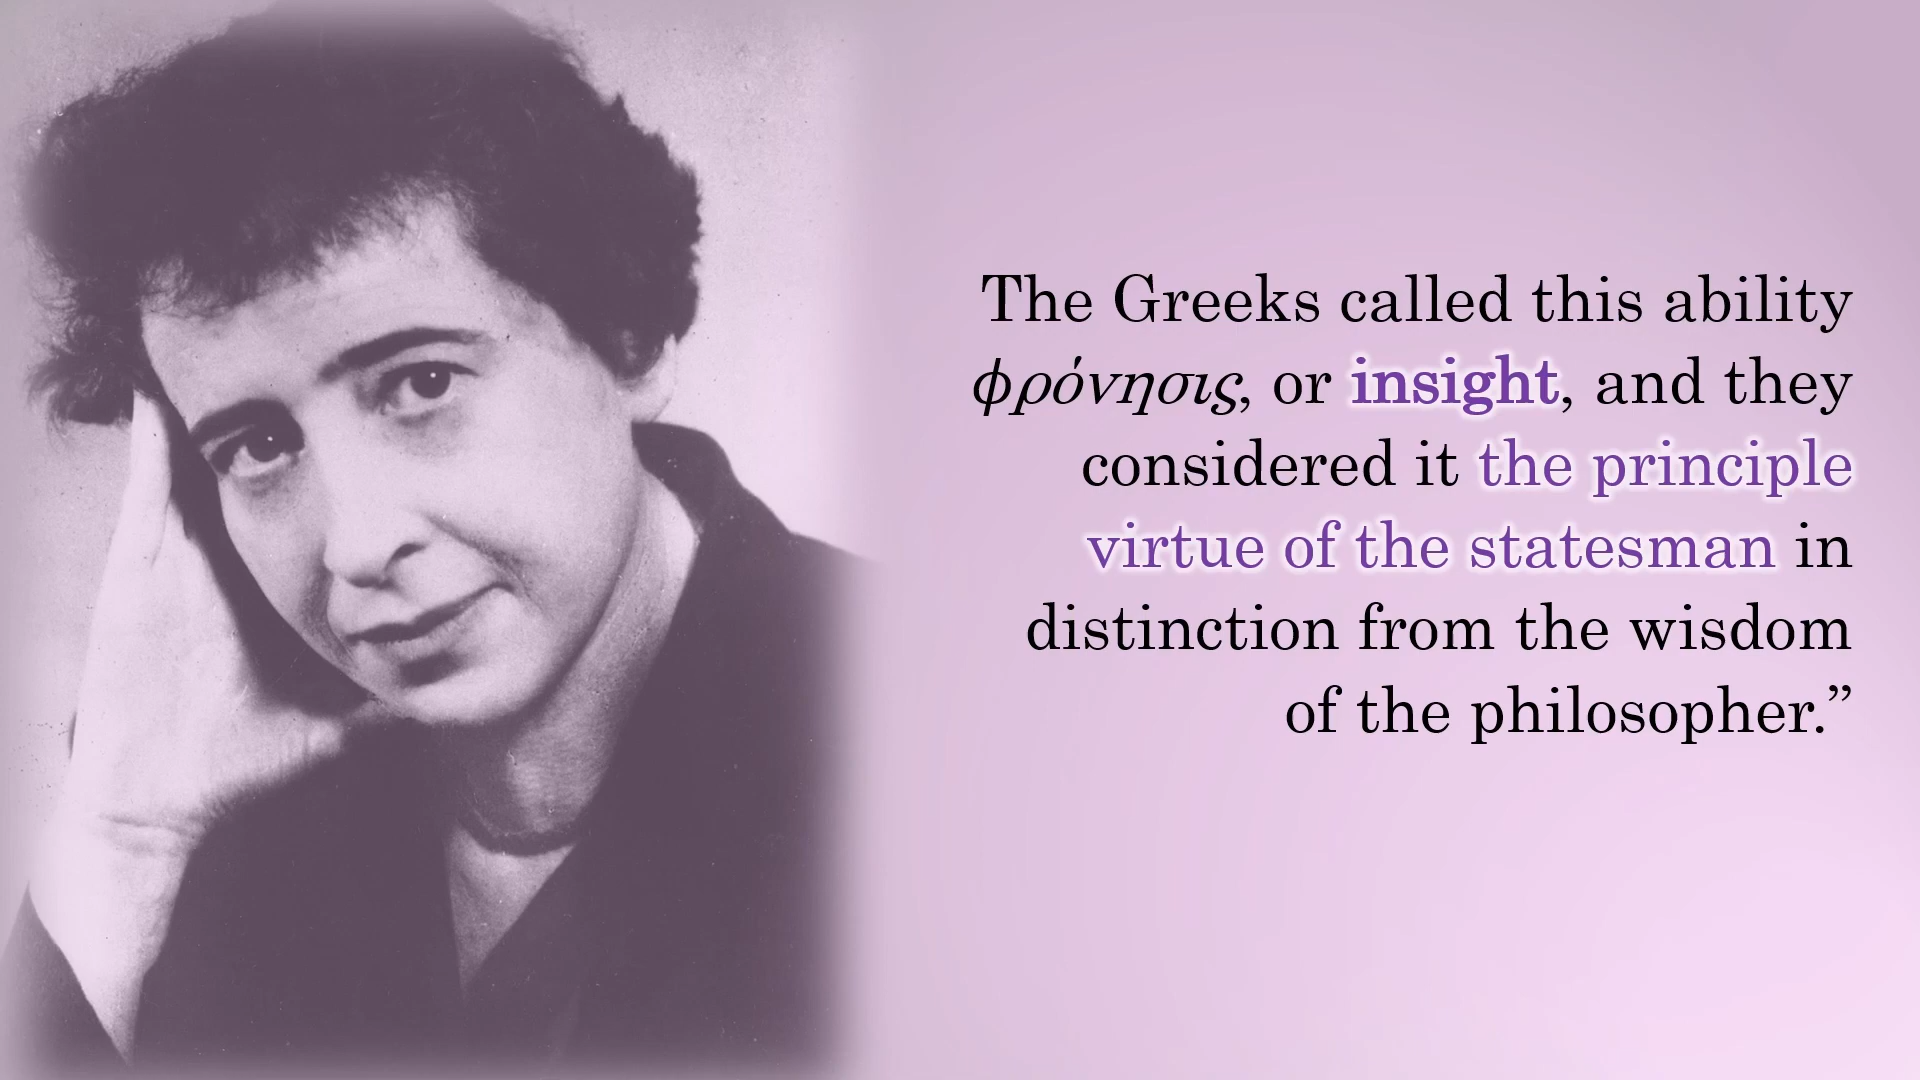 The Greeks called this ability
φρόνησις, or insight, and they
considered it the principle
virtue of the statesman in
distinction from the wisdom
of the philosopher.”